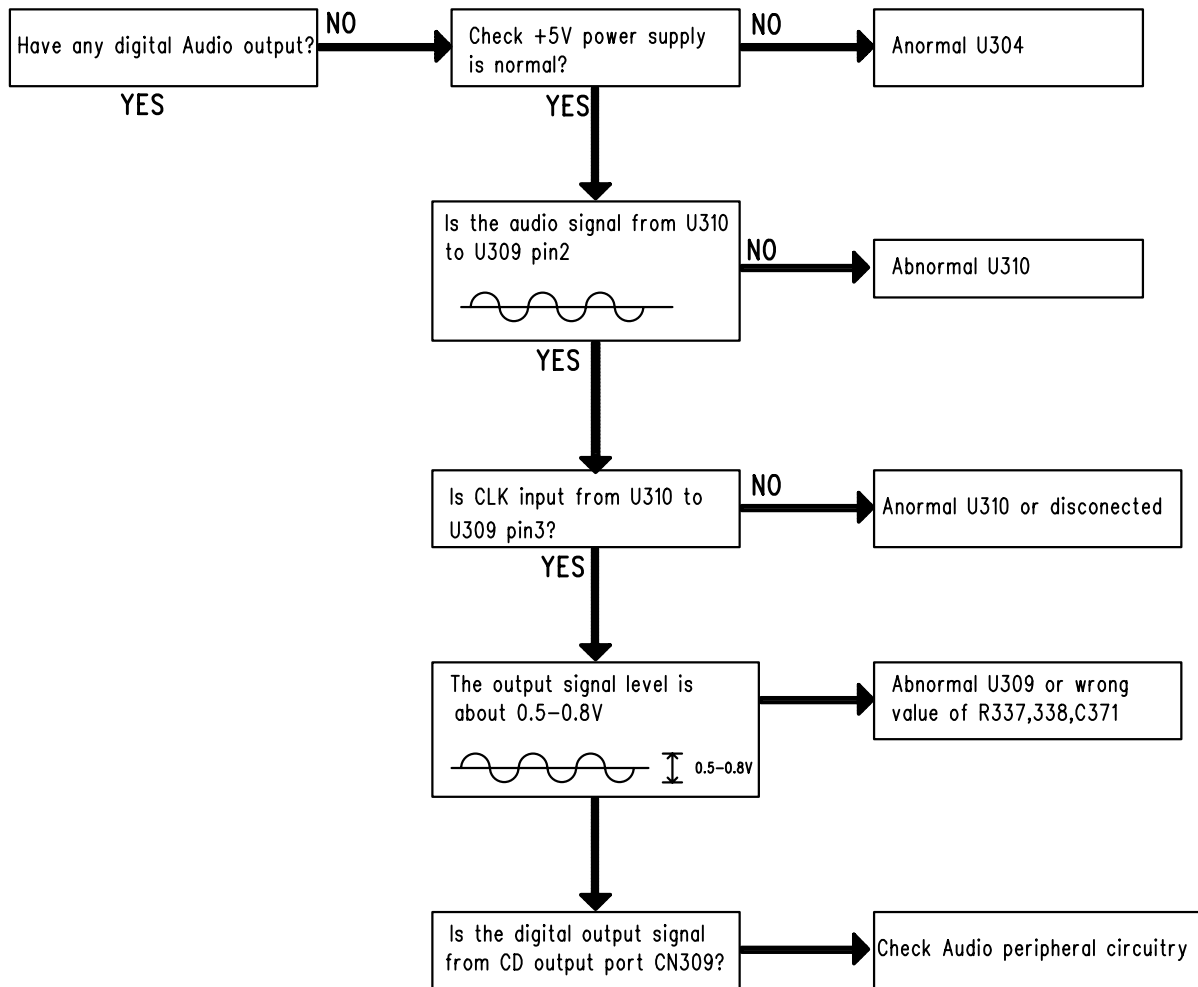 Have any digital Audio output?
NO
YES
Check +5V power supply
is normal?
NO
Anormal U304
YES
Is the audio signal from U310
to U309 pin2
NO
Abnormal U310
YES
Is CLK input from U310 to
U309 pin3?
NO
Anormal U310 or disconected
YES
The output signal level is
about 0.5-0.8V
0.5-0.8V
Abnormal U309 or wrong
value of R337,338,C371
Is the digital output signal
from CD output port CN309?
Check Audio peripheral circuitry